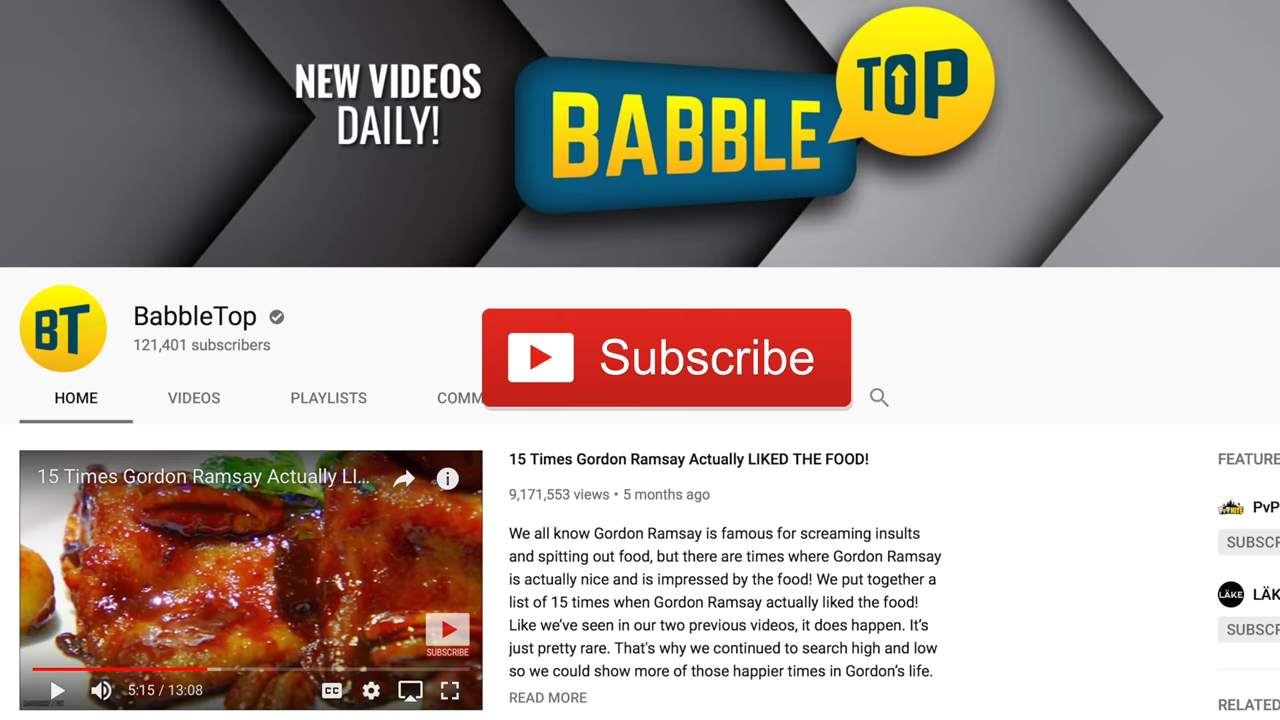 NEW VIDEOS
DAILY!
BABBLE
TOP
BT
BabbleTop
121,401 subscribers
Subscribe
HOME
VIDEOS
PLAYLISTS
COMM
15 Times Gordon Ramsay Actually LI...
SUBSCRIBE
5:15 / 13:08
CC
15 Times Gordon Ramsay Actually LIKED THE FOOD!
9,171,553 views • 5 months ago
We all know Gordon Ramsay is famous for screaming insults
and spitting out food, but there are times where Gordon Ramsay
is actually nice and is impressed by the food! We put together a
list of 15 times when Gordon Ramsay actually liked the food!
Like we've seen in our two previous videos, it does happen. It's
just pretty rare. That's why we continued to search high and low
so we could show more of those happier times in Gordon's life.
READ MORE
FEATURE
PvP
SUBSCR
LÄKE
LÄK
SUBSCR
RELATED